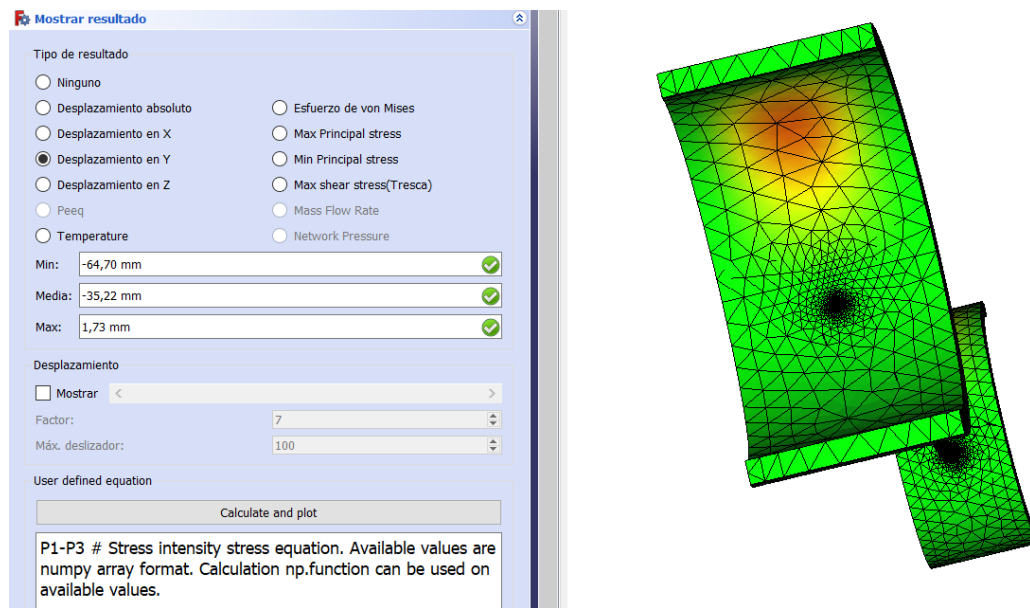 Mostrar resultado
Tipo de resultado
Ninguno
Desplazamiento absoluto
Esfuerzo de von Mises
Desplazamiento en X
Max Principal stress
Desplazamiento en Y
Min Principal stress
Desplazamiento en Z
Max shear stress(Tresca)
Peeq
Mass Flow Rate
Temperature
Network Pressure
Min: -64,70 mm
Media: -35,22 mm
Max: 1,73 mm
Desplazamiento
Mostrar
Factor: 7
Máx. deslizador: 100
User defined equation
Calculate and plot
P1-P3 # Stress intensity stress equation. Available values are
numpy array format. Calculation np.function can be used on
available values.